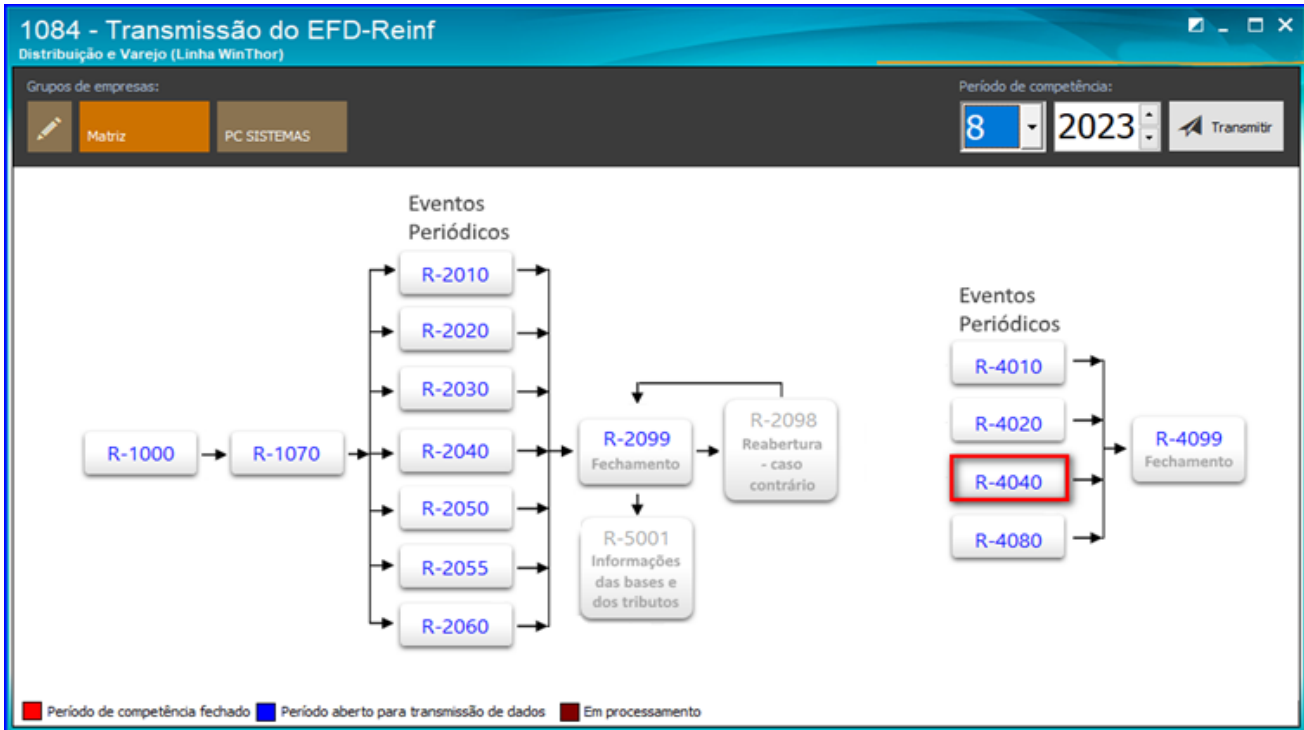 1084 - Transmissão do EFD-Reinf
Distribuição e Varejo (Linha WinThor)
Grupos de empresas:
Matriz
PC SISTEMAS
Período de competência:
8
2023
Transmitir
Eventos
Periódicos
R-2010
R-2020
R-2030
R-2040
R-2050
R-2055
R-2060
R-1000
R-1070
R-2099
Fechamento
R-2098
Reabertura
- caso
contrário
R-5001
Informações
das bases e
dos tributos
Eventos
Periódicos
R-4010
R-4020
R-4040
R-4080
R-4099
Fechamento
Período de competência fechado
Período aberto para transmissão de dados
Em processamento